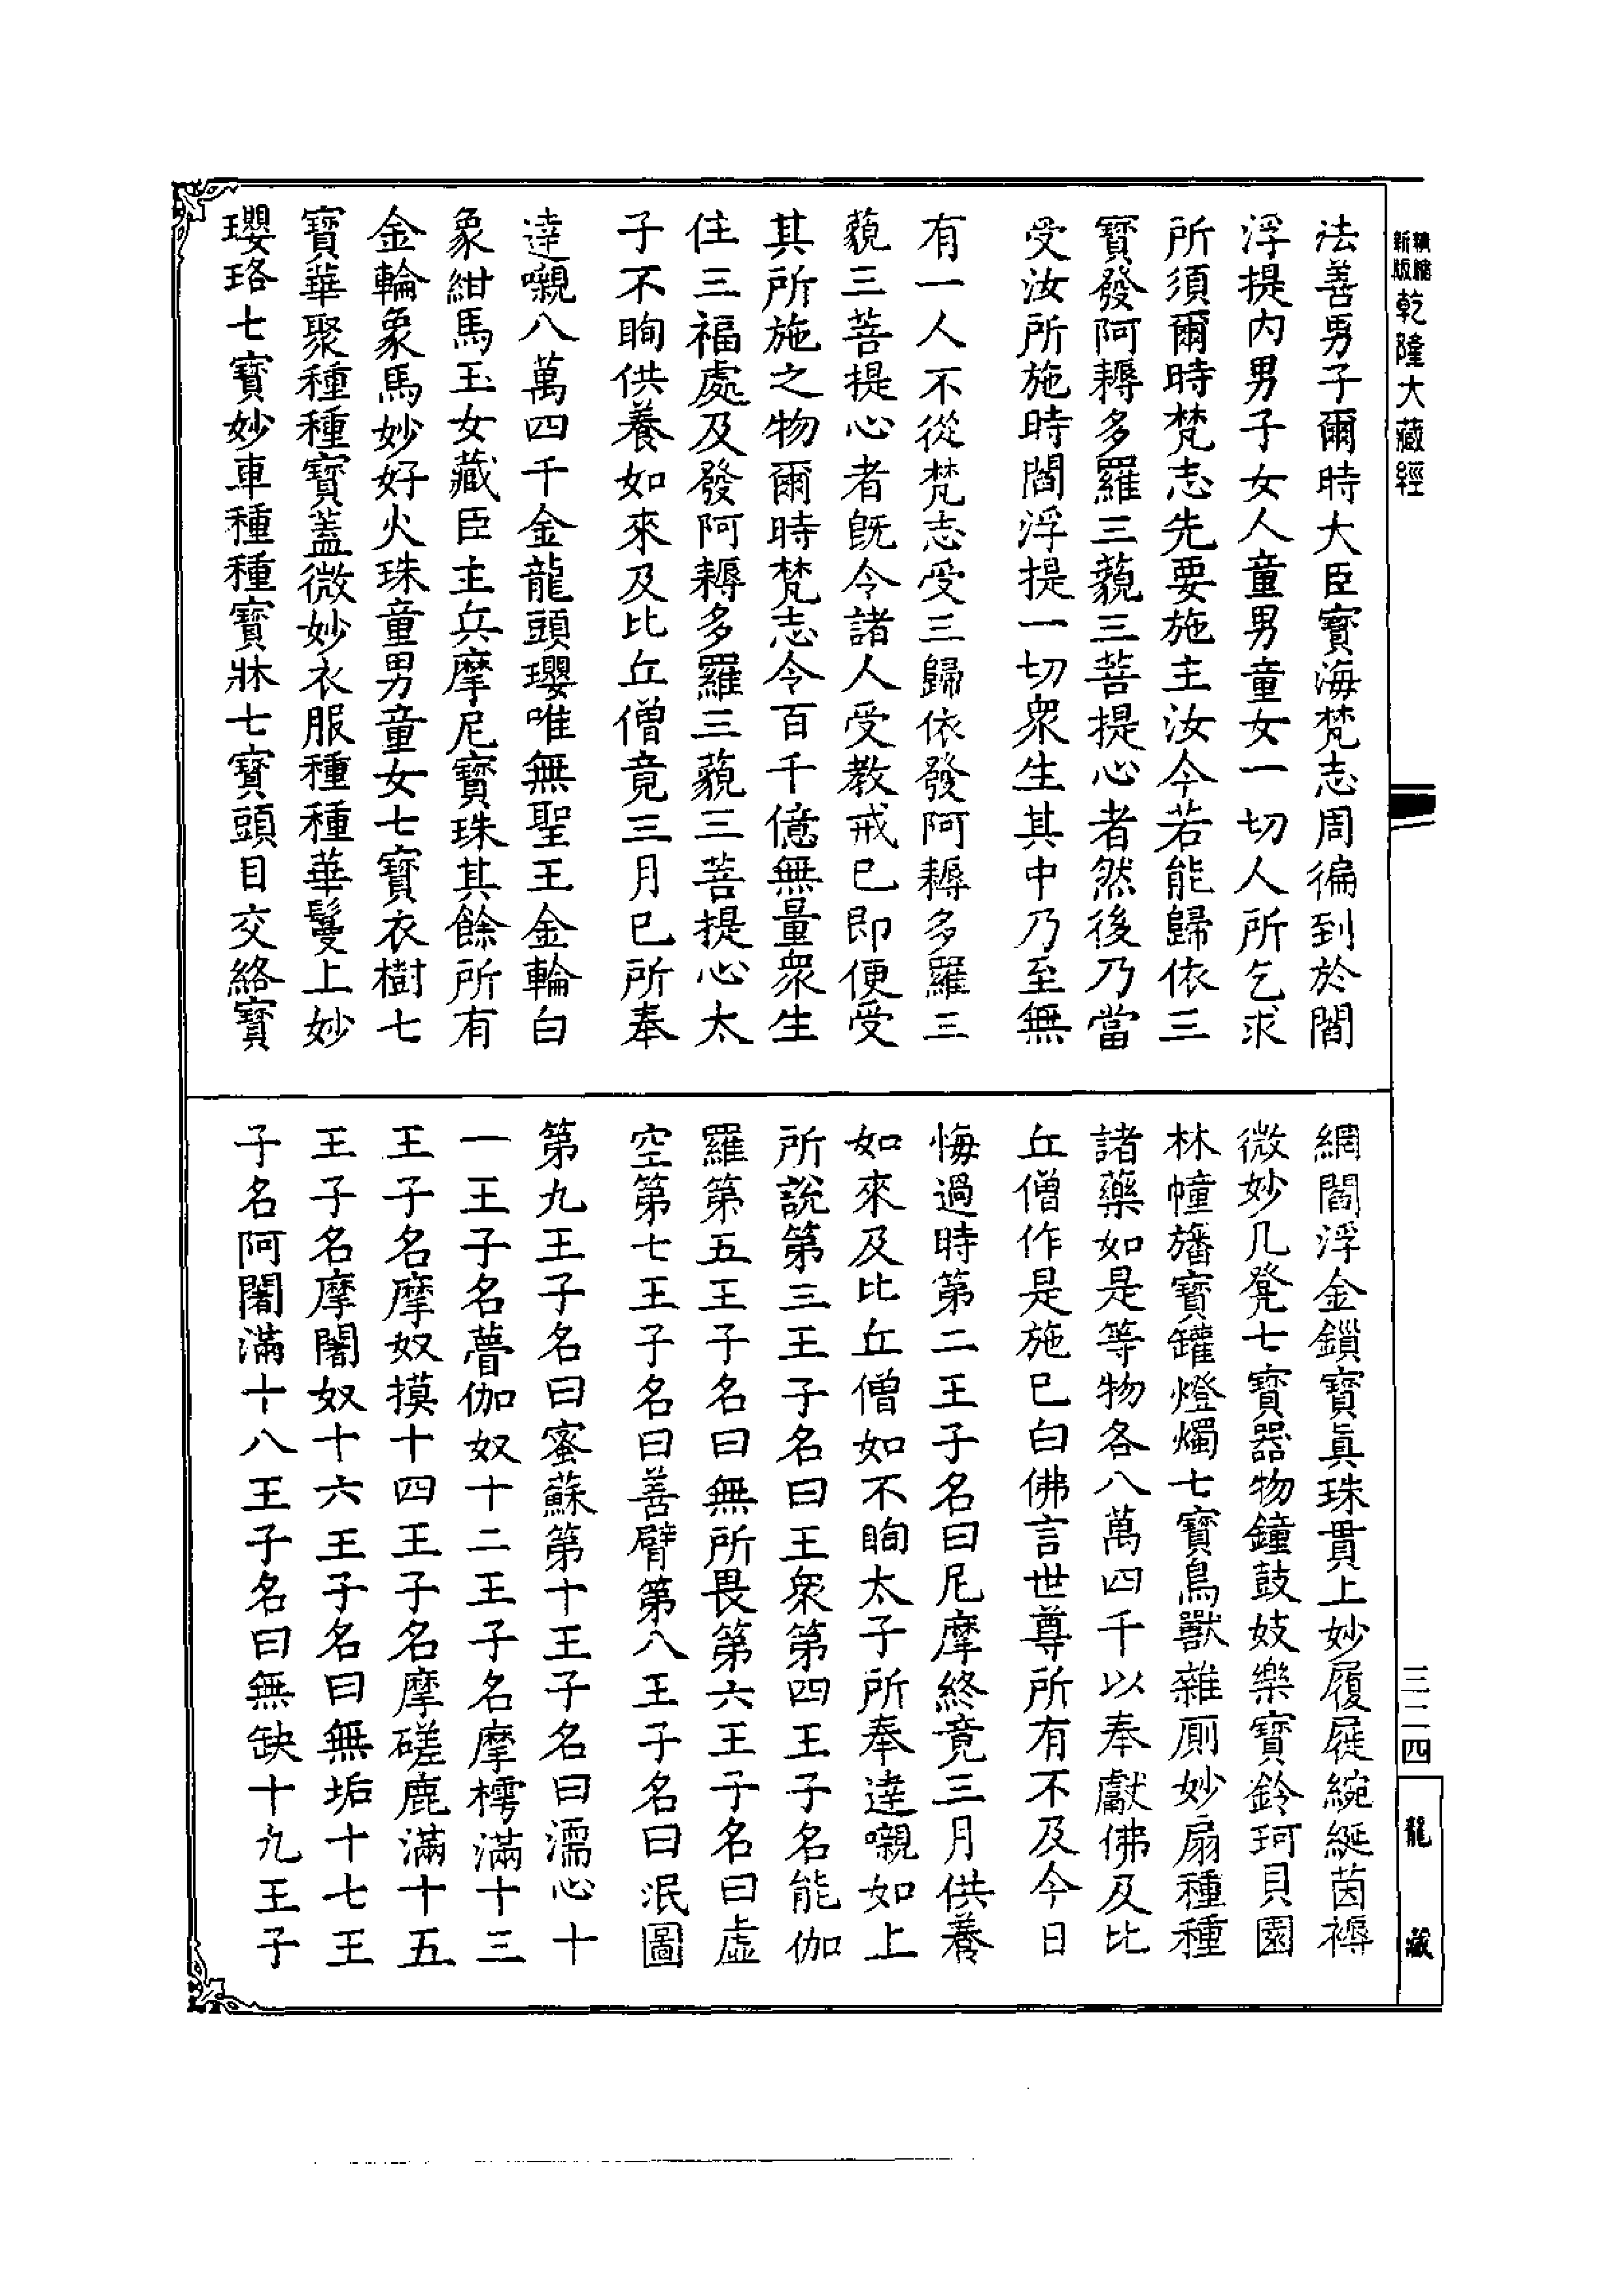 新版精縮乾隆大藏經
法善男子爾時大臣寶海梵志周徧到於閻
浮提內男子女人童男童女一切人所乞求
所須爾時梵志先要施主汝今若能歸依三
寶發阿耨多羅三藐三菩提心者然後乃當
受汝所施時閻浮提一切衆生其中乃至無
有一人不從梵志受三歸依發阿耨多羅三
藐三菩提心者旣令諸人受教戒已即便受
其所施之物爾時梵志令百千億無量衆生
住三福處及發阿耨多羅三藐三菩提心太
子不眴供養如來及比丘僧竟三月已所奉
達嚫八萬四千金龍頭瓔唯無聖王金輪白
象紺馬玉女藏臣主兵摩尼寶珠其餘所有
金輪象馬妙好火珠童男童女七寶衣樹七
寶華聚種種寶蓋微妙衣服種種華鬘上妙
瓔珞七寶妙車種種寶牀七寶頭目交絡寶
網閻浮金鎖寶眞珠貫上妙履屣綩綖茵褥
微妙几凳七寶器物鐘鼓妓樂寶鈴珂貝園
林幢旛寶罐燈燭七寶鳥獸雜厠妙扇種種
諸藥如是等物各八萬四千以奉獻佛及比
丘僧作是施已白佛言世尊所有不及今日
悔過時第二王子名曰尼摩終竟三月供養
如來及比丘僧如不眴太子所奉達嚫如上
所說第三王子名曰王衆第四王子名能伽
羅第五王子名曰無所畏第六王子名曰虛
空第七王子名曰善臂第八王子名曰泯圖
第九王子名曰蜜蘇第十王子名曰濡心十
一王子名瞢伽奴十二王子名摩樗滿十三
王子名摩奴摸十四王子名摩磋鹿滿十五
王子名摩闍奴十六王子名曰無垢十七王
子名阿闍滿十八王子名曰無缺十九王子
三二四
龍藏